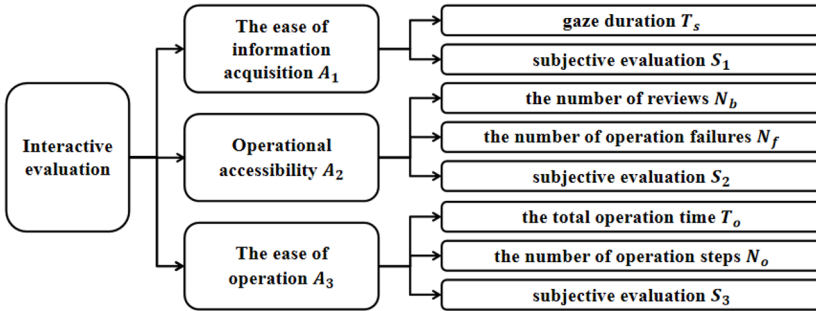 Interactive
evaluation
The ease of
information
acquisition A₁
Operational
accessibility A₂
The ease of
operation A₃
gaze duration Tₛ
subjective evaluation S₁
the number of reviews N_b
the number of operation failures N_f
subjective evaluation S₂
the total operation time Tₒ
the number of operation steps Nₒ
subjective evaluation S₃